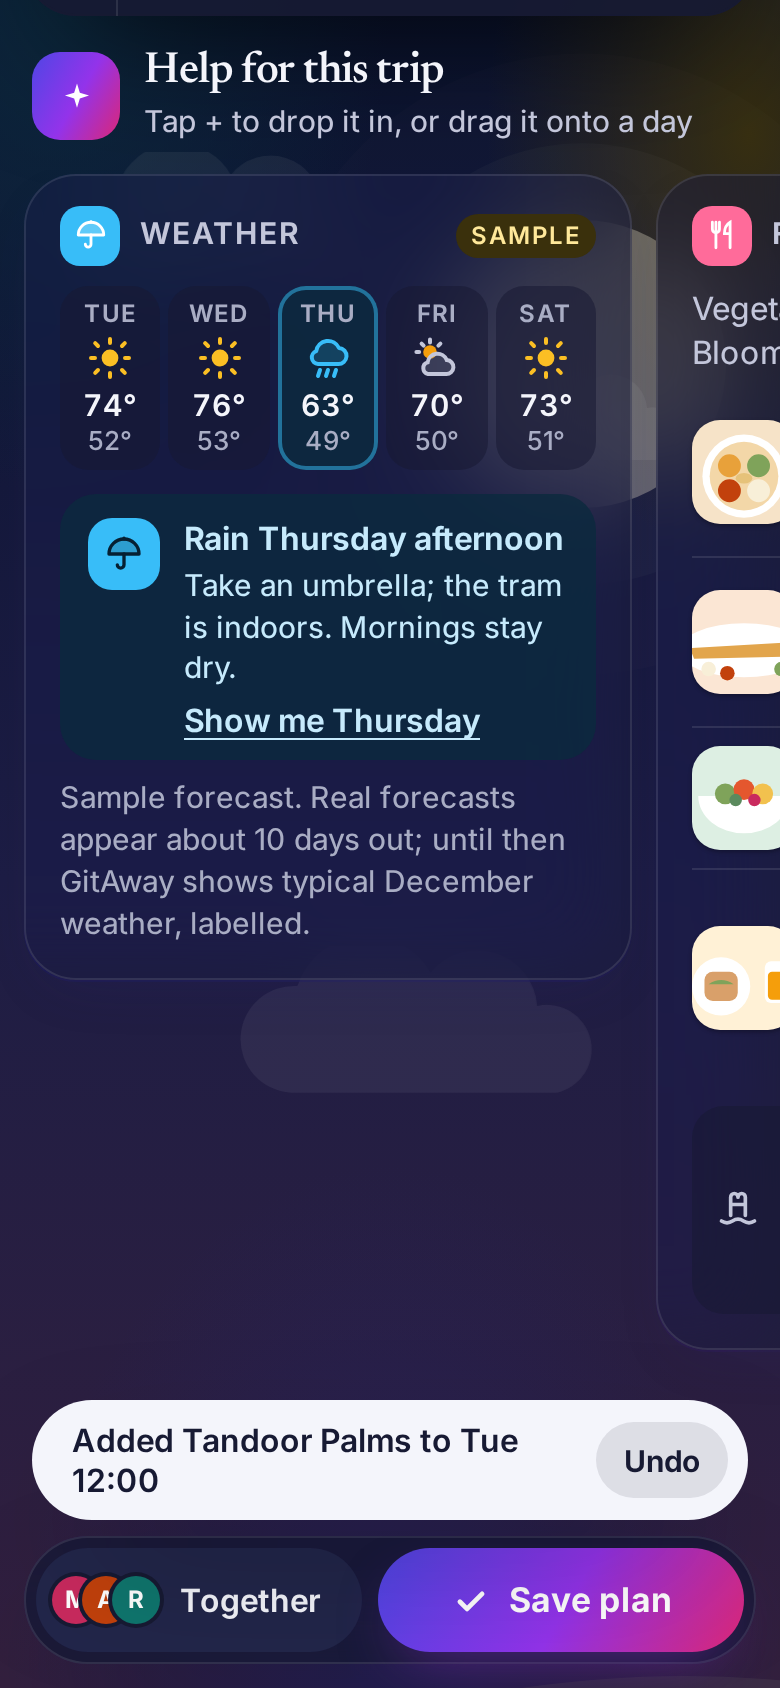 Help for this trip
Tap + to drop it in, or drag it onto a day
WEATHER
SAMPLE
TUE
WED
THU
FRI
SAT
74°
76°
63°
70°
73°
52°
53°
49°
50°
51°
Rain Thursday afternoon
Take an umbrella; the tram
is indoors. Mornings stay
dry.
Show me Thursday
Sample forecast. Real forecasts
appear about 10 days out; until then
GitAway shows typical December
weather, labelled.
Bloom
Added Tandoor Palms to Tue
12:00
Undo
M A R
Together
Save plan